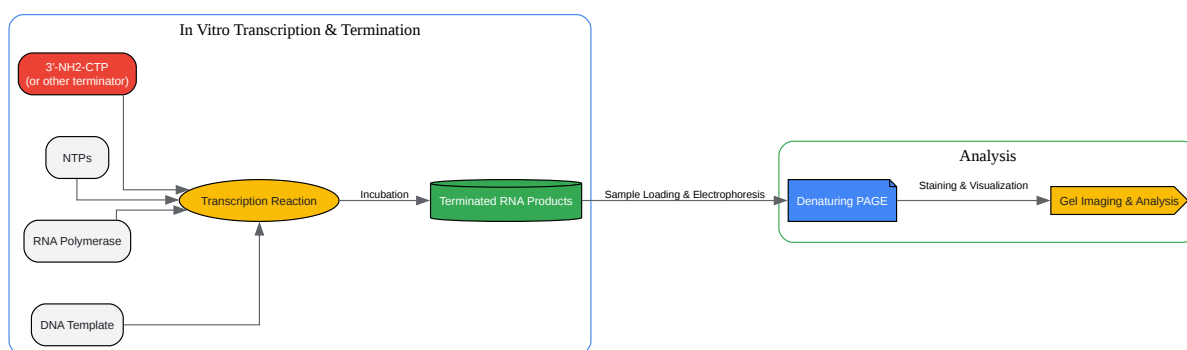 In Vitro Transcription & Termination
3'-NH2-CTP
(or other terminator)
NTPs
RNA Polymerase
DNA Template
Transcription Reaction
Incubation
Terminated RNA Products
Sample Loading & Electrophoresis
Analysis
Denaturing PAGE
Staining & Visualization
Gel Imaging & Analysis